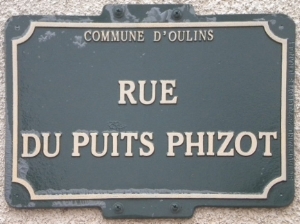 COMMUNE D'OULINS
RUE
DU PUITS PHIZOT